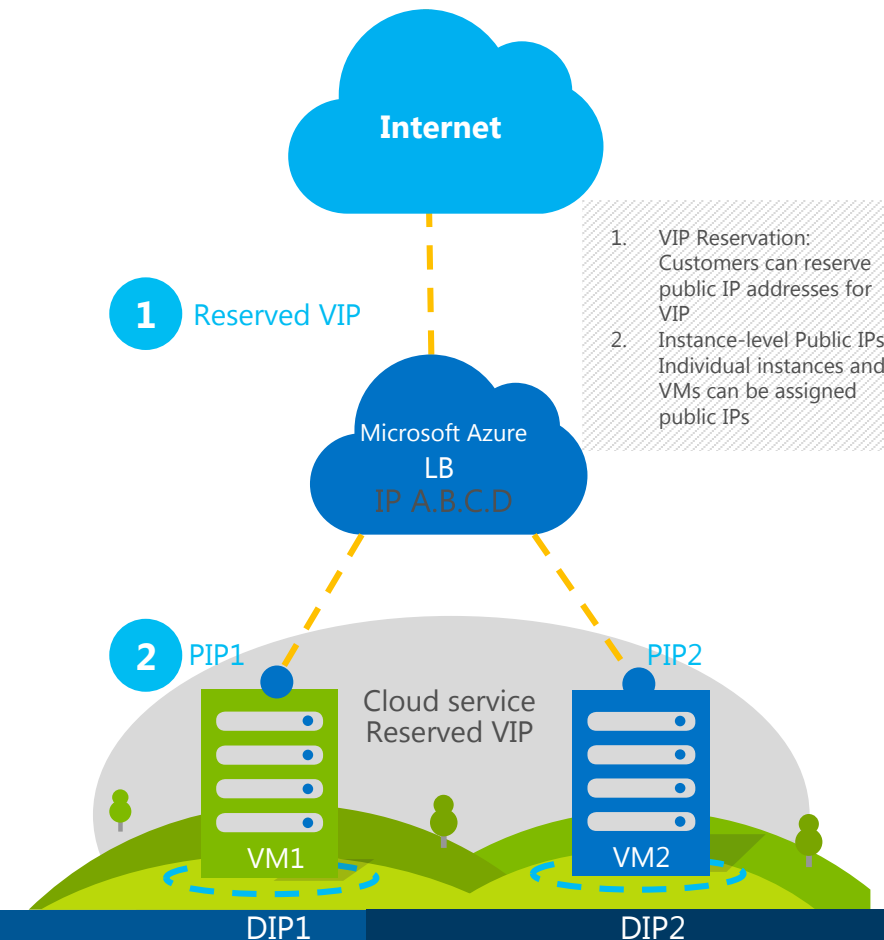 Internet
1. VIP Reservation:
Customers can reserve
public IP addresses for
VIP
2. Instance-level Public IPs
Individual instances and
VMs can be assigned
public IPs
1 Reserved VIP
Microsoft Azure
LB
IP A.B.C.D
2 PIP1
PIP2
Cloud service
Reserved VIP
VM1
VM2
DIP1
DIP2